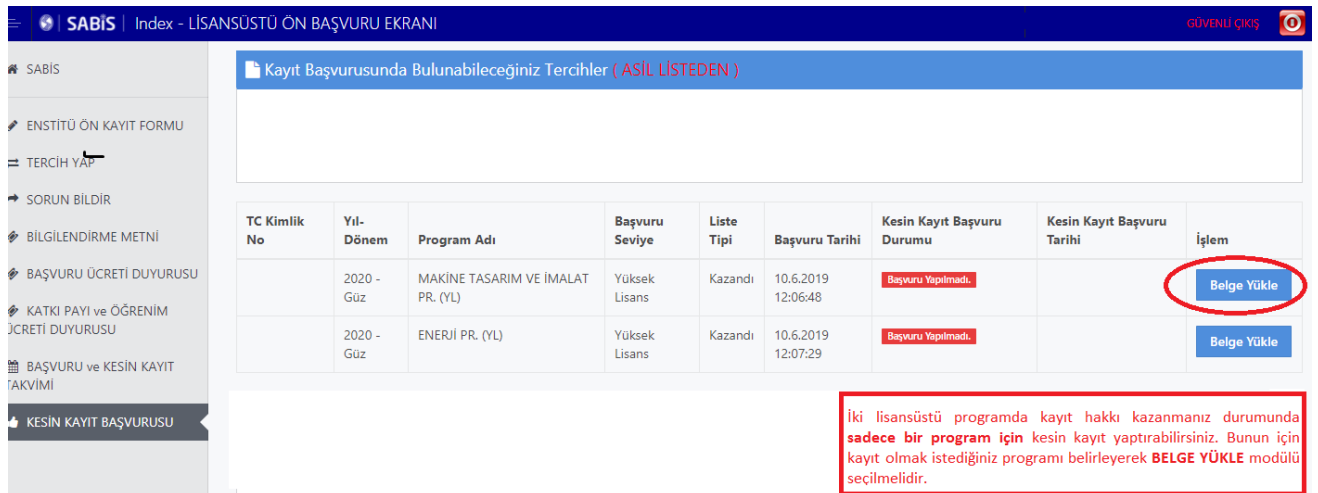 SABİS | Index - LİSANSÜSTÜ ÖN BAŞVURU EKRANI
GÜVENLİ ÇIKIŞ
SABİS
ENSTİTÜ ÖN KAYIT FORMU
TERCİH YAP
SORUN BİLDİR
BİLGİLENDİRME METNİ
BAŞVURU ÜCRETİ DUYURUSU
KATKI PAYI ve ÖĞRENİM
ÜCRETİ DUYURUSU
BAŞVURU ve KESİN KAYIT
TAKVİMİ
KESİN KAYIT BAŞVURUSU
Kayıt Başvurusunda Bulunabileceğiniz Tercihler ( ASİL LİSTEDEN )
TC Kimlik No Yıl-Dönem Program Adı Başvuru Seviye Liste Tipi Başvuru Tarihi Kesin Kayıt Başvuru Durumu Kesin Kayıt Başvuru Tarihi İşlem
2020 - Güz MAKİNE TASARIM VE İMALAT PR. (YL) Yüksek Lisans Kazandı 10.6.2019 12:06:48 Başvuru Yapılmadı. Belge Yükle
2020 - Güz ENERJİ PR. (YL) Yüksek Lisans Kazandı 10.6.2019 12:07:29 Başvuru Yapılmadı. Belge Yükle
İki lisansüstü programda kayıt hakkı kazanmanız durumunda
sadece bir program için kesin kayıt yaptırabilirsiniz. Bunun için
kayıt olmak istediğiniz programı belirleyerek BELGE YÜKLE modülü
seçilmelidir.